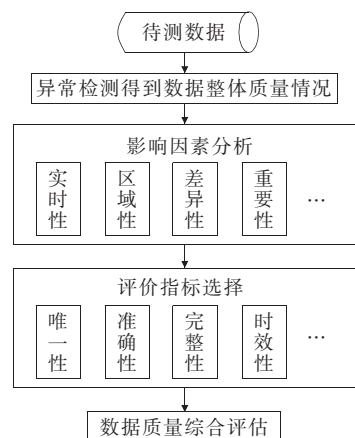 待测数据
异常检测得到数据整体质量情况
影响因素分析
实时性
区域性
差异性
重要性
…
评价指标选择
唯一性
准确性
完整性
时效性
…
数据质量综合评估